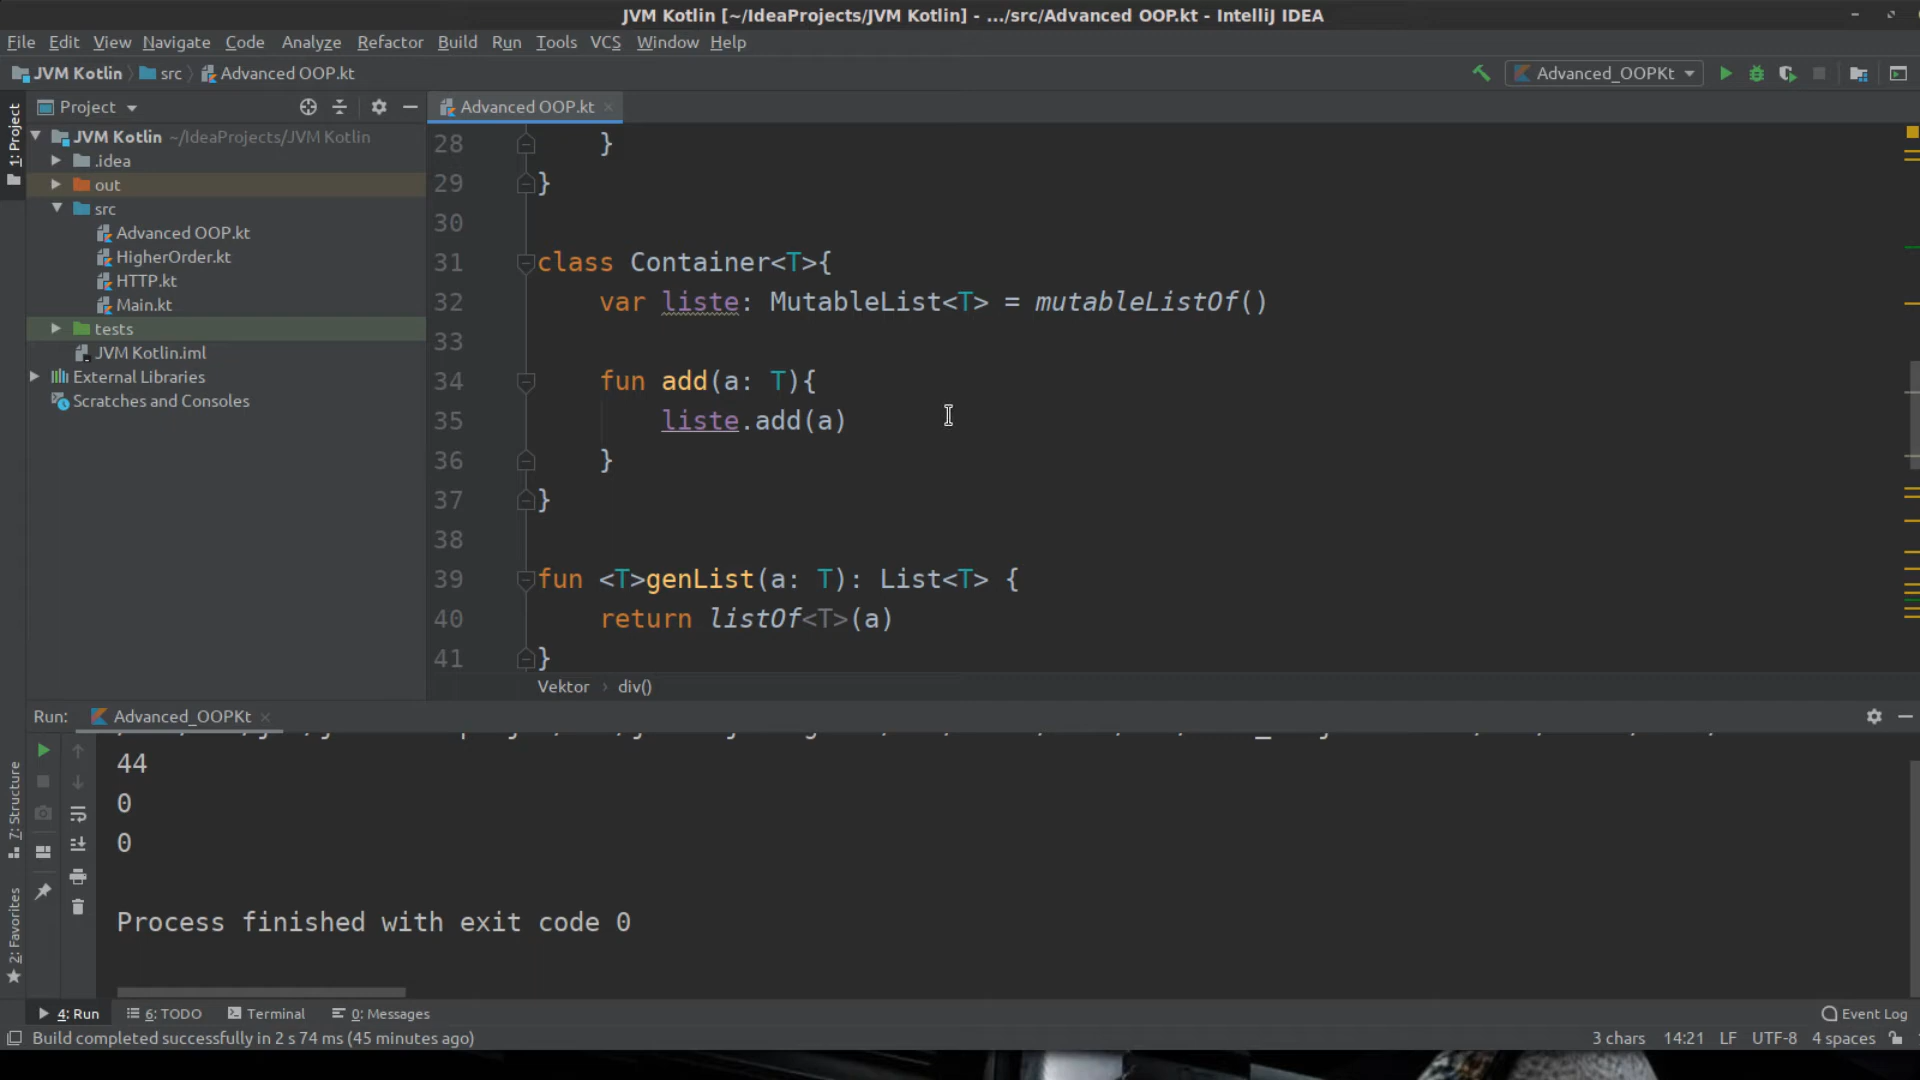 JVM Kotlin [~/IdeaProjects/JVM Kotlin] - .../src/Advanced OOP.kt - IntelliJ IDEA
File Edit View Navigate Code Analyze Refactor Build Run Tools VCS Window Help
JVM Kotlin src Advanced OOP.kt Advanced_OOPKt
1: Project
Project
Advanced OOP.kt
JVM Kotlin ~/IdeaProjects/JVM Kotlin
.idea
out
src
Advanced OOP.kt
HigherOrder.kt
HTTP.kt
Main.kt
tests
JVM Kotlin.iml
External Libraries
Scratches and Consoles
28 }
29 }
30
31 class Container<T>{
32 var liste: MutableList<T> = mutableListOf()
33
34 fun add(a: T){
35 liste.add(a)
36 }
37 }
38
39 fun <T>genList(a: T): List<T> {
40 return listOf<T>(a)
41 }
Vektor › div()
Run: Advanced_OOPKt
44
0
0
Process finished with exit code 0
7: Structure
2: Favorites
4: Run 6: TODO Terminal 0: Messages Event Log
Build completed successfully in 2 s 74 ms (45 minutes ago) 3 chars 14:21 LF UTF-8 4 spaces